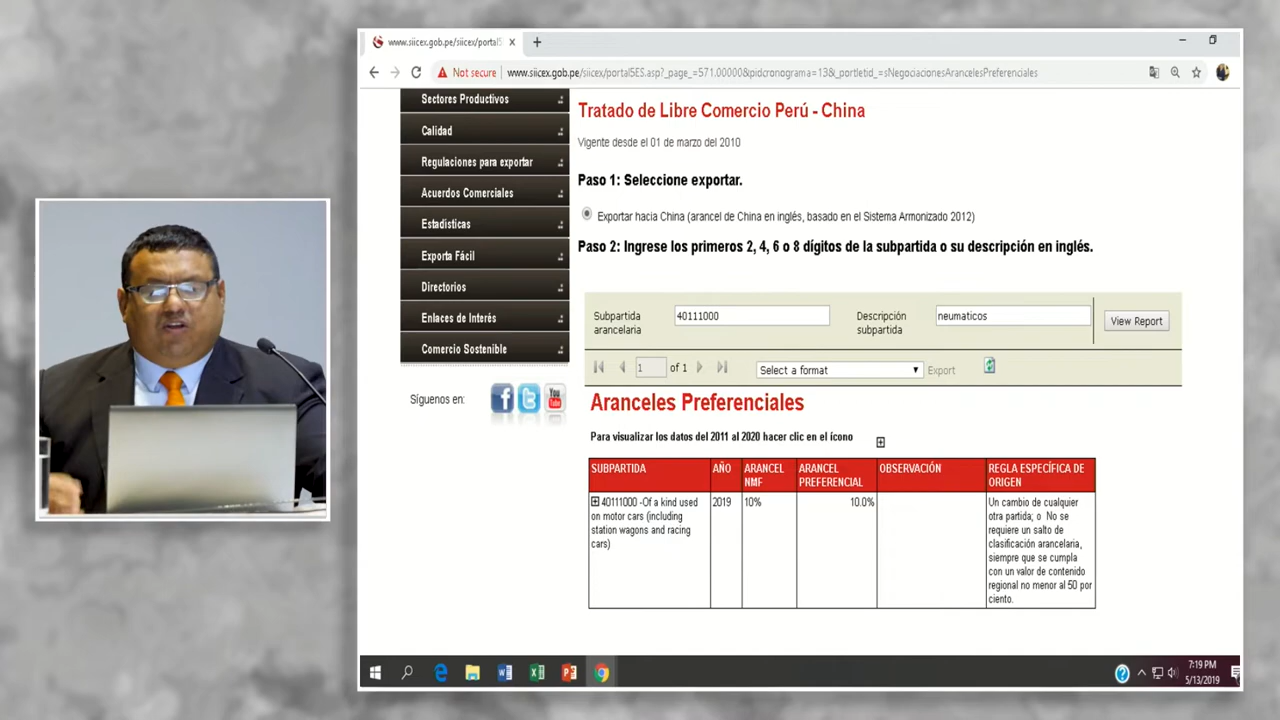 www.siicex.gob.pe/siicex/portal5
Not secure
www.siicex.gob.pe/siicex/portal5ES.asp?_page_=571.00000&pidcronograma=13&_portletid_=sNegociacionesArancelesPreferenciales
Sectores Productivos
Calidad
Regulaciones para exportar
Acuerdos Comerciales
Estadísticas
Exporta Fácil
Directorios
Enlaces de Interés
Comercio Sostenible
Síguenos en:
You
Tube
Tratado de Libre Comercio Perú - China
Vigente desde el 01 de marzo del 2010
Paso 1: Seleccione exportar.
Exportar hacia China (arancel de China en inglés, basado en el Sistema Armonizado 2012)
Paso 2: Ingrese los primeros 2, 4, 6 o 8 dígitos de la subpartida o su descripción en inglés.
Subpartida
arancelaria
40111000
Descripción
subpartida
neumaticos
View Report
1
of 1
Select a format
Export
Aranceles Preferenciales
Para visualizar los datos del 2011 al 2020 hacer clic en el ícono
SUBPARTIDA
AÑO
ARANCEL
NMF
ARANCEL
PREFERENCIAL
OBSERVACIÓN
REGLA ESPECÍFICA DE
ORIGEN
40111000 -Of a kind used
on motor cars (including
station wagons and racing
cars)
2019
10%
10.0%
Un cambio de cualquier
otra partida; o No se
requiere un salto de
clasificación arancelaria,
siempre que se cumpla
con un valor de contenido
regional no menor al 50 por
ciento.
7:19 PM
5/13/2019